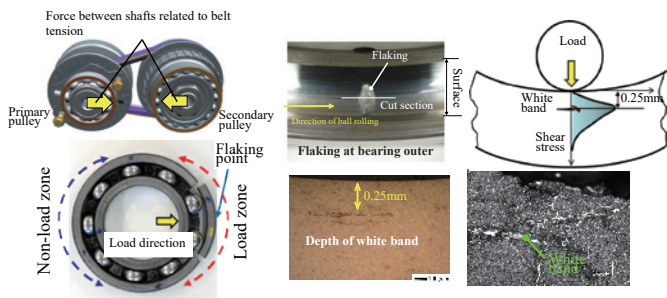 Force between shafts related to belt
tension
Primary
pulley
Secondary
pulley
Flaking
point
Non-load zone
Load direction
Load zone
Flaking
Cut section
Direction of ball rolling
Surface
Flaking at bearing outer
0.25mm
Depth of white band
Load
White
band
0.25mm
Shear
stress
White
band